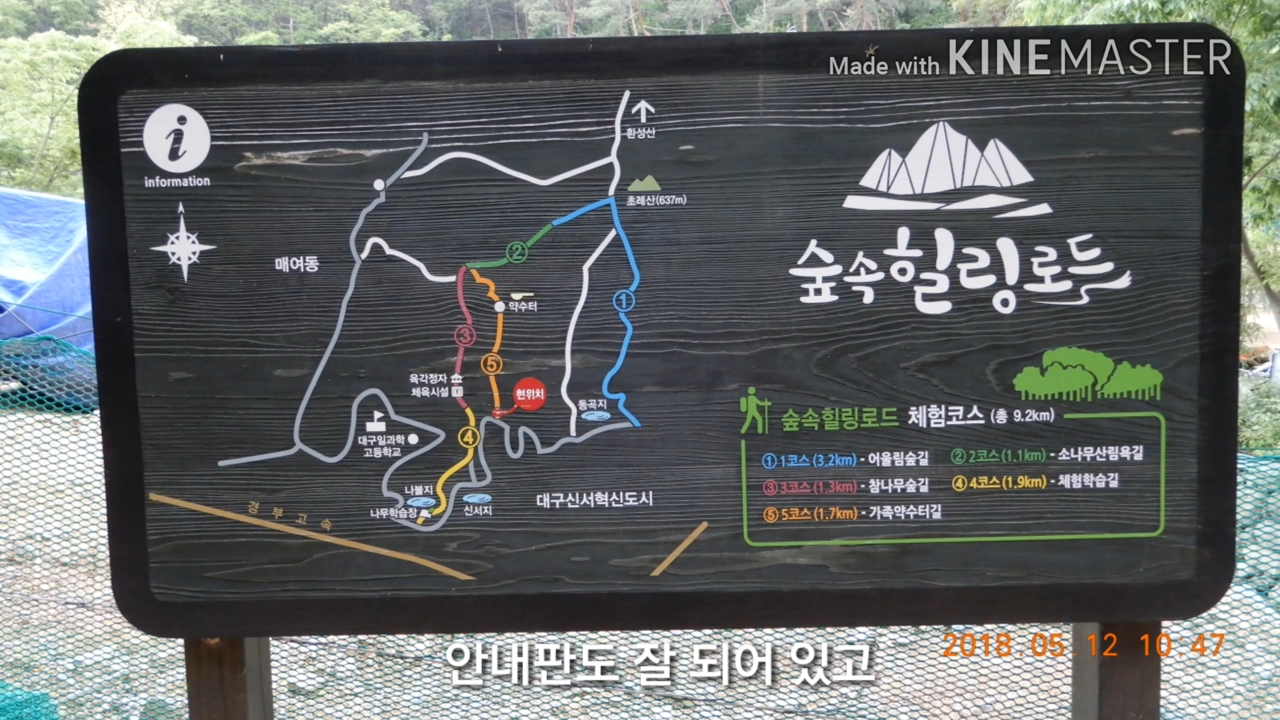 Made with KINEMASTER
information
환성산
초례산(637m)
매여동
②
약수터
①
③
⑤
육각정자
체육시설
현위치
동곡지
④
대구일과학
고등학교
나불지
나무학습장
신서지
대구신서혁신도시
경부고속
숲속힐링로드
숲속힐링로드 체험코스 (총 9.2km)
① 1코스(3.2km) - 어울림숲길
② 2코스(1.1km) - 소나무산림욕길
③ 3코스(1.3km) - 참나무숲길
④ 4코스(1.9km) - 체험학습길
⑤ 5코스(1.7km) - 가족약수터길
2018 05 12 10:47
안내판도 잘 되어 있고